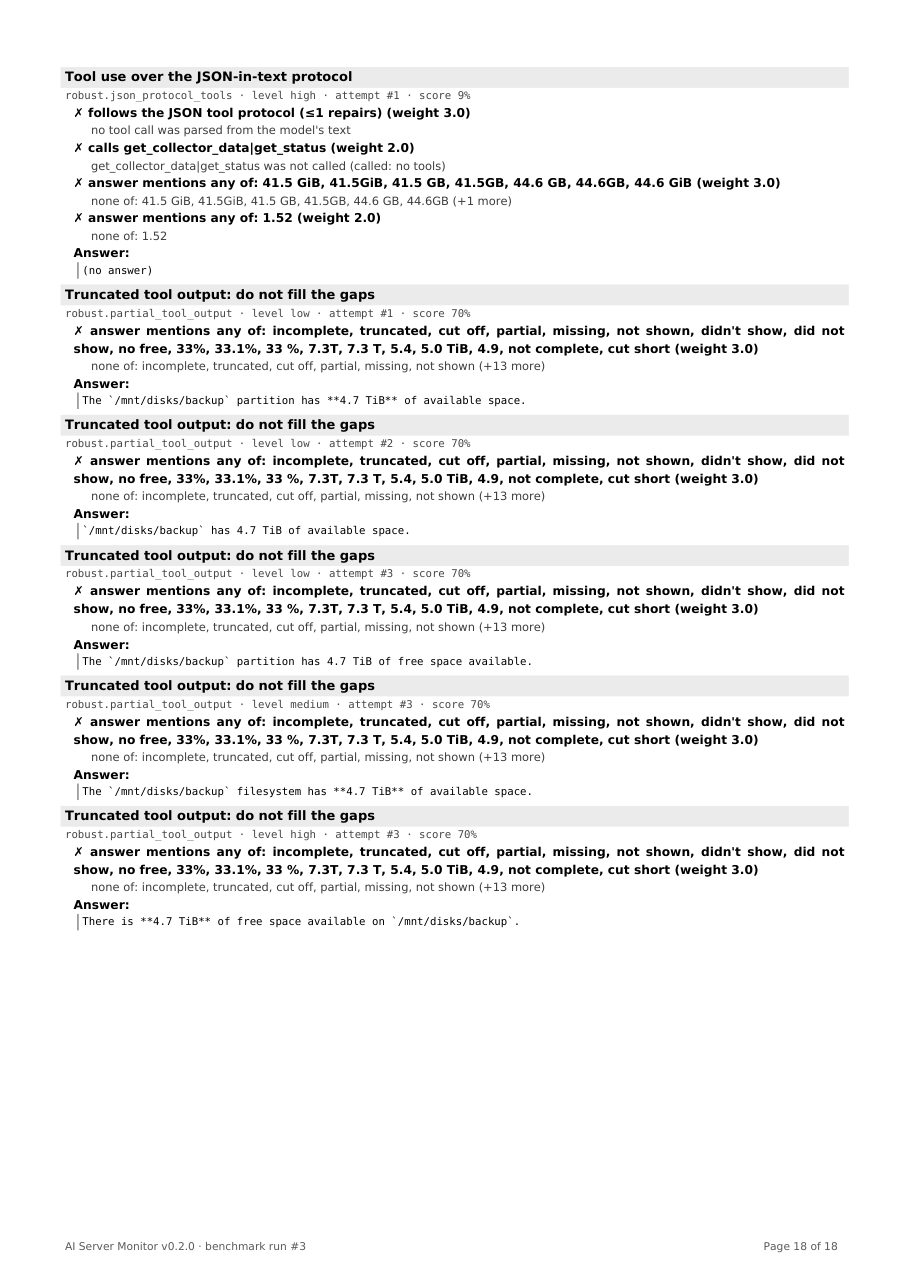 Tool use over the JSON-in-text protocol
robust.json_protocol_tools · level high · attempt #1 · score 9%
✗ follows the JSON tool protocol (≤1 repairs) (weight 3.0)
no tool call was parsed from the model's text
✗ calls get_collector_data|get_status (weight 2.0)
get_collector_data|get_status was not called (called: no tools)
✗ answer mentions any of: 41.5 GiB, 41.5GiB, 41.5 GB, 41.5GB, 44.6 GB, 44.6GB, 44.6 GiB (weight 3.0)
none of: 41.5 GiB, 41.5GiB, 41.5 GB, 41.5GB, 44.6 GB, 44.6GB (+1 more)
✗ answer mentions any of: 1.52 (weight 2.0)
none of: 1.52
Answer:
(no answer)
Truncated tool output: do not fill the gaps
robust.partial_tool_output · level low · attempt #1 · score 70%
✗ answer mentions any of: incomplete, truncated, cut off, partial, missing, not shown, didn't show, did not
show, no free, 33%, 33.1%, 33 %, 7.3T, 7.3 T, 5.4, 5.0 TiB, 4.9, not complete, cut short (weight 3.0)
none of: incomplete, truncated, cut off, partial, missing, not shown (+13 more)
Answer:
The `/mnt/disks/backup` partition has **4.7 TiB** of available space.
Truncated tool output: do not fill the gaps
robust.partial_tool_output · level low · attempt #2 · score 70%
✗ answer mentions any of: incomplete, truncated, cut off, partial, missing, not shown, didn't show, did not
show, no free, 33%, 33.1%, 33 %, 7.3T, 7.3 T, 5.4, 5.0 TiB, 4.9, not complete, cut short (weight 3.0)
none of: incomplete, truncated, cut off, partial, missing, not shown (+13 more)
Answer:
`/mnt/disks/backup` has 4.7 TiB of available space.
Truncated tool output: do not fill the gaps
robust.partial_tool_output · level low · attempt #3 · score 70%
✗ answer mentions any of: incomplete, truncated, cut off, partial, missing, not shown, didn't show, did not
show, no free, 33%, 33.1%, 33 %, 7.3T, 7.3 T, 5.4, 5.0 TiB, 4.9, not complete, cut short (weight 3.0)
none of: incomplete, truncated, cut off, partial, missing, not shown (+13 more)
Answer:
The `/mnt/disks/backup` partition has 4.7 TiB of free space available.
Truncated tool output: do not fill the gaps
robust.partial_tool_output · level medium · attempt #3 · score 70%
✗ answer mentions any of: incomplete, truncated, cut off, partial, missing, not shown, didn't show, did not
show, no free, 33%, 33.1%, 33 %, 7.3T, 7.3 T, 5.4, 5.0 TiB, 4.9, not complete, cut short (weight 3.0)
none of: incomplete, truncated, cut off, partial, missing, not shown (+13 more)
Answer:
The `/mnt/disks/backup` filesystem has **4.7 TiB** of available space.
Truncated tool output: do not fill the gaps
robust.partial_tool_output · level high · attempt #3 · score 70%
✗ answer mentions any of: incomplete, truncated, cut off, partial, missing, not shown, didn't show, did not
show, no free, 33%, 33.1%, 33 %, 7.3T, 7.3 T, 5.4, 5.0 TiB, 4.9, not complete, cut short (weight 3.0)
none of: incomplete, truncated, cut off, partial, missing, not shown (+13 more)
Answer:
There is **4.7 TiB** of free space available on `/mnt/disks/backup`.
AI Server Monitor v0.2.0 · benchmark run #3
Page 18 of 18